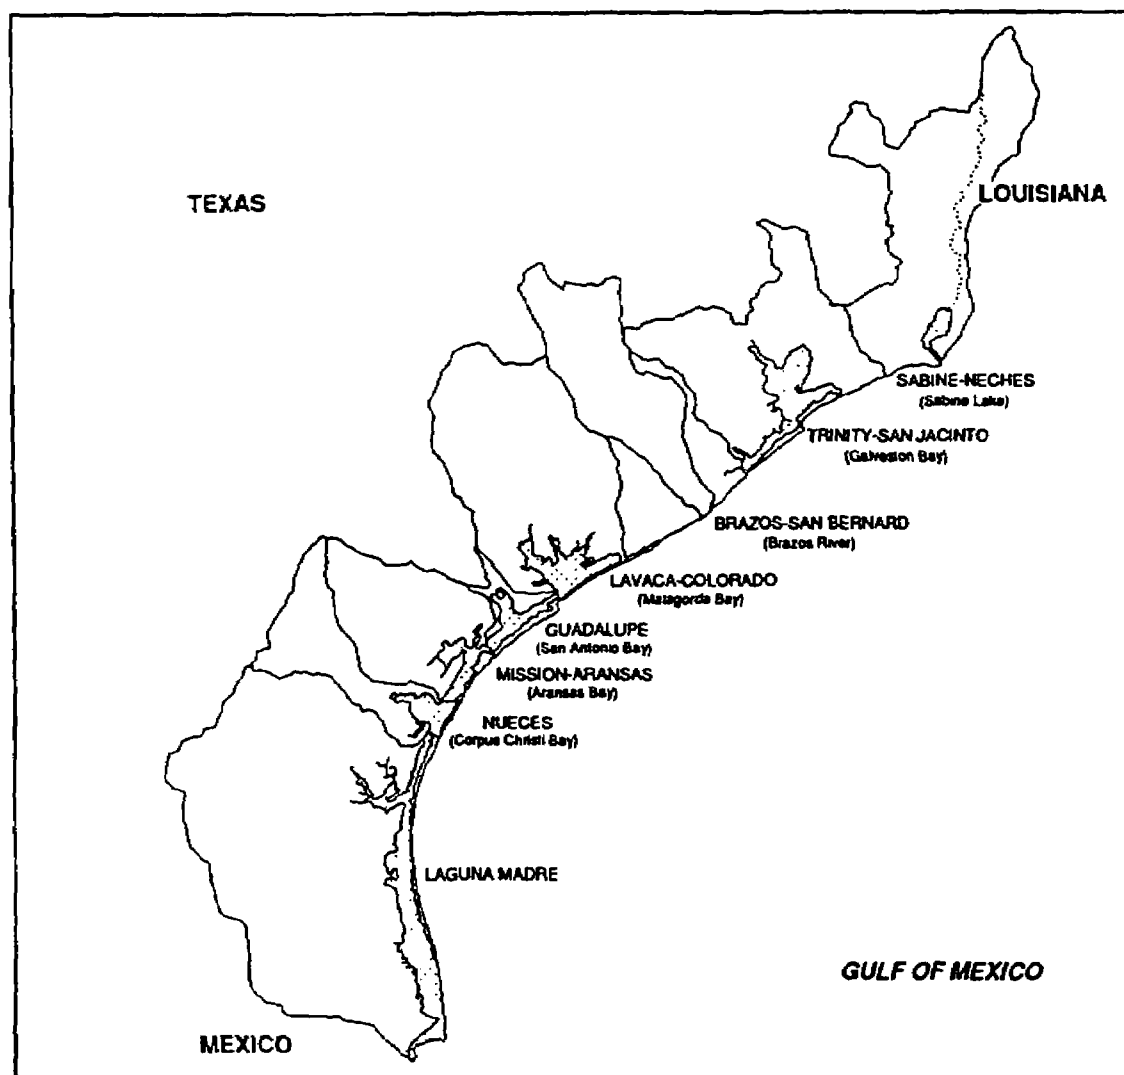 TEXAS
LOUISIANA
SABINE-NECHES
(Sabine Lake)
TRINITY-SAN JACINTO
(Galveston Bay)
BRAZOS-SAN BERNARD
(Brazos River)
LAVACA-COLORADO
(Matagorda Bay)
GUADALUPE
(San Antonio Bay)
MISSION-ARANSAS
(Aransas Bay)
NUECES
(Corpus Christi Bay)
LAGUNA MADRE
GULF OF MEXICO
MEXICO